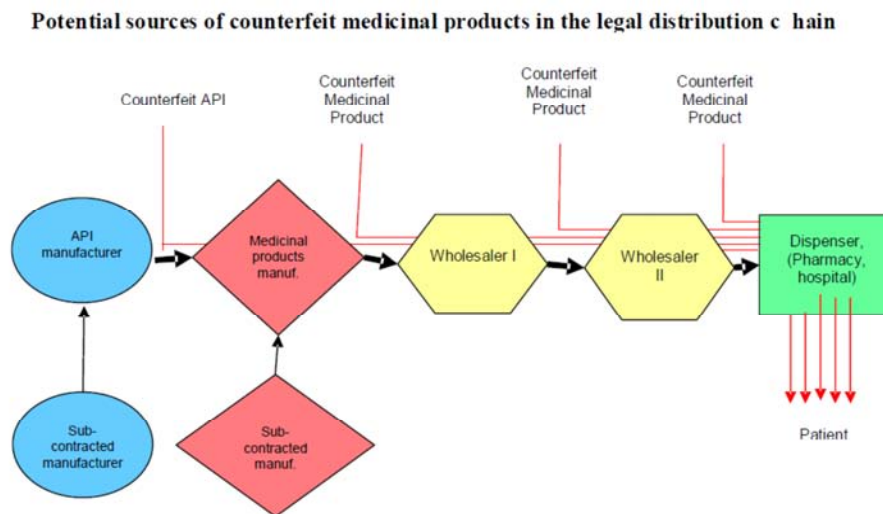 Potential sources of counterfeit medicinal products in the legal distribution c hain
Counterfeit API
Counterfeit
Medicinal
Product
Counterfeit
Medicinal
Product
Counterfeit
Medicinal
Product
API
manufacturer
Medicinal
products
manuf.
Wholesaler I
Wholesaler
II
Dispenser,
(Pharmacy,
hospital)
Sub-
contracted
manufacturer
Sub-
contracted
manuf.
Patient